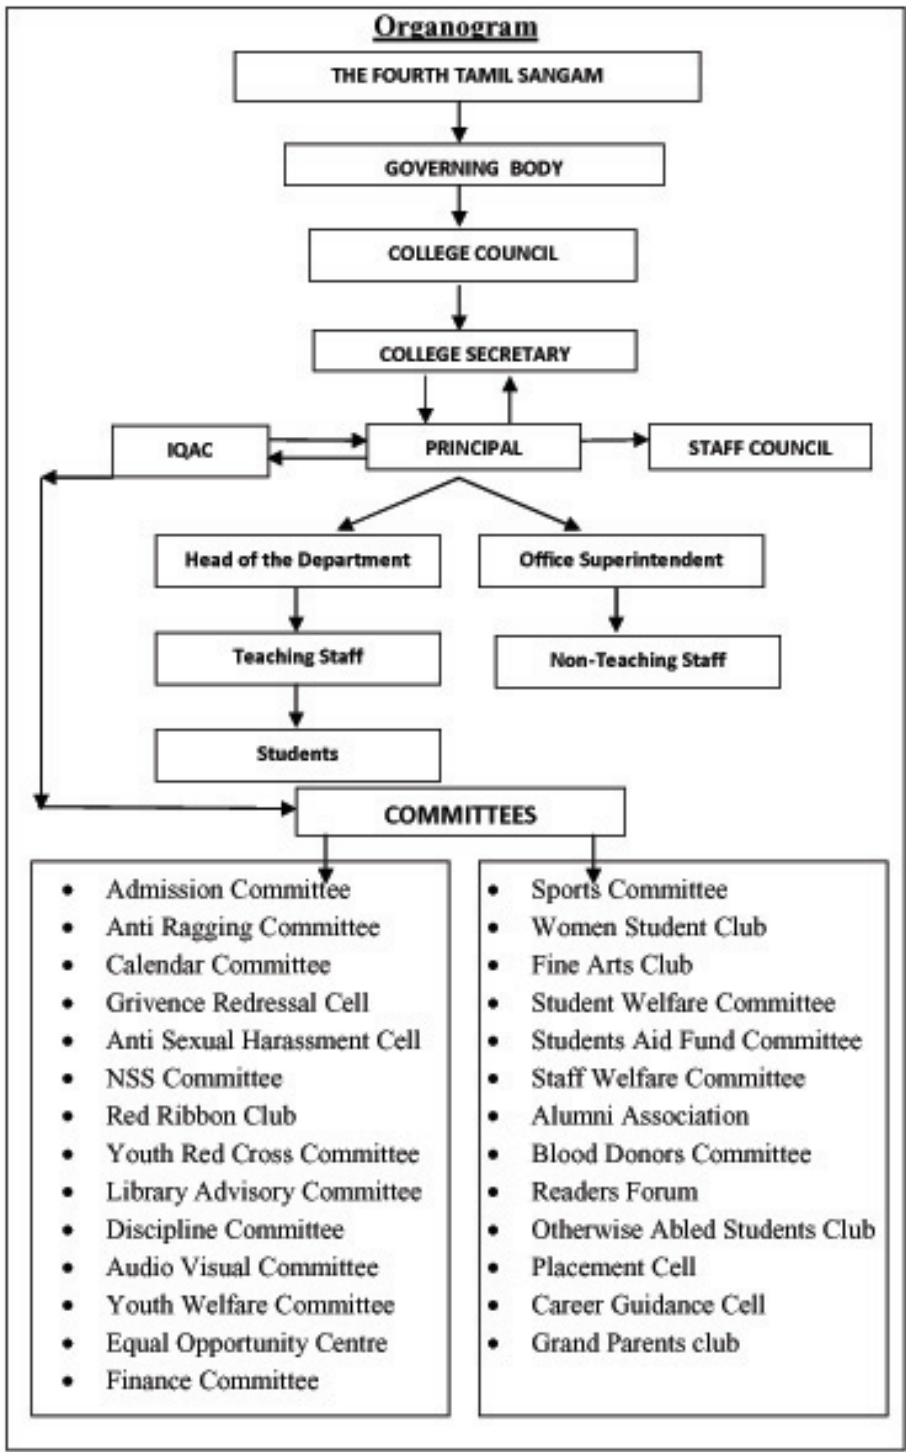 Organogram
THE FOURTH TAMIL SANGAM
GOVERNING BODY
COLLEGE COUNCIL
COLLEGE SECRETARY
IQAC
PRINCIPAL
STAFF COUNCIL
Head of the Department
Office Superintendent
Teaching Staff
Non-Teaching Staff
Students
COMMITTEES
• Admission Committee
• Anti Ragging Committee
• Calendar Committee
• Grivence Redressal Cell
• Anti Sexual Harassment Cell
• NSS Committee
• Red Ribbon Club
• Youth Red Cross Committee
• Library Advisory Committee
• Discipline Committee
• Audio Visual Committee
• Youth Welfare Committee
• Equal Opportunity Centre
• Finance Committee
• Sports Committee
• Women Student Club
• Fine Arts Club
• Student Welfare Committee
• Students Aid Fund Committee
• Staff Welfare Committee
• Alumni Association
• Blood Donors Committee
• Readers Forum
• Otherwise Abled Students Club
• Placement Cell
• Career Guidance Cell
• Grand Parents club